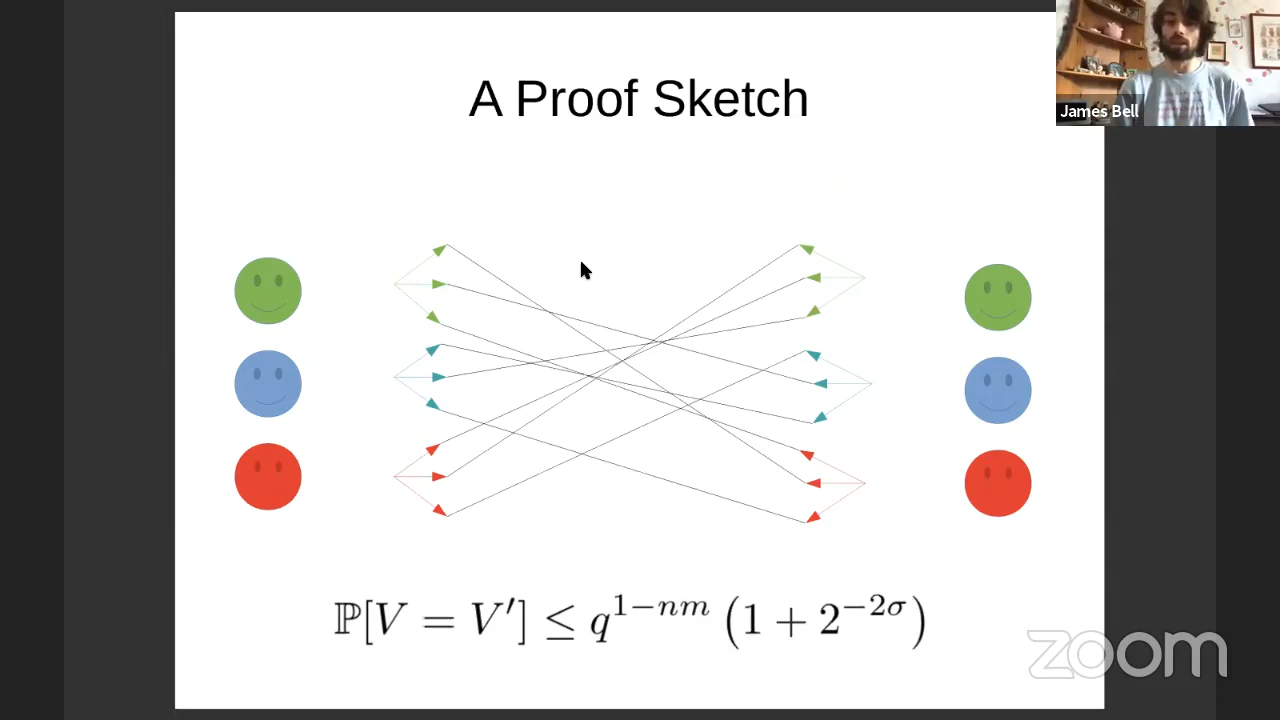 A Proof Sketch
James Bell
ℙ[V = V′] ≤ q^{1−nm} (1 + 2^{−2σ})
zoom